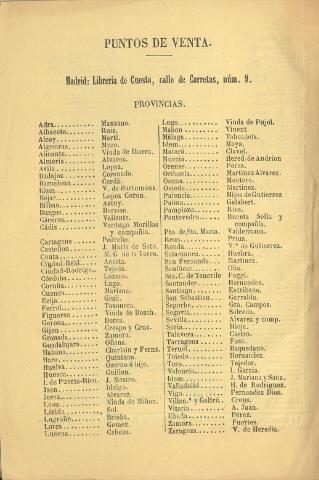 PUNTOS DE VENTA.
Madrid: Librería de Cuesta, calle de Carretas, núm. 9.
PROVINCIAS.
Adra........... Manzano.
Albacete....... Ruiz.
Alcoy.......... Martí.
Algeciras...... Muro.
Alicante....... Viuda de Ibarra.
Almería........ Alvarez.
Avila.......... Lopez.
Badajoz........ Coronado.
Barcelona...... Cerdá.
Idem........... V. de Bartumeus.
Bejar.......... Lopez Coron.
Bilbao......... Astuy.
Burgos......... Hervias.
Cáceres........ Valiente.
Cádiz.......... Verdugo Morillas
y compañía.
Cartagena...... Pedreño.
Castellon...... J. María de Soto.
Ceuta.......... M. G. de la Torre.
Ciudad-Real.... Acosta.
Ciudad-Rodrigo. Tejeda.
Córdoba........ Lozano.
Coruña......... Lago.
Cuenca......... Mariana.
Ecija.......... Giuli.
Ferrol......... Taxonera.
Figueras....... Viuda de Bosch.
Gerona......... Dorca.
Gijon.......... Crespo y Cruz.
Granada........ Zamora.
Guadalajara.... Oñana.
Habana......... Charlain y Fernz.
Haro........... Quintana.
Huelva......... Osorno é hijo.
Huesca......... Guillen.
I. de Puerto-Rico. J. Mestre.
Jaen........... Idalgo.
Jerez.......... Alvarez.
Leon........... Viuda de Miñon.
Lérida......... Sol.
Logroño........ Brieba.
Lorca.......... Gomez.
Lucena......... Cabeza.
Lugo........... Viuda de Pujol.
Mahon.......... Vinent.
Málaga......... Taboadela.
Idem........... Moya.
Mataró......... Clavel.
Murcia......... Hered. de Andrion
Orense......... Perez.
Orihuela....... Martinez Alvarez.
Osuna.......... Montero.
Oviedo......... Martinez.
Palencia....... Hijos de Gutierrez
Palma.......... Gelabert.
Pamplona....... Rios.
Pontevedra..... Buceta Solla y
compañía.
Pto. de Sta. María. Valderrama.
Reus........... Prius.
Ronda.......... V.ª de Gutierrez.
Salamanca...... Huebra.
San Fernando... Martinez.
Sanlúcar....... Oña.
Sta. C. de Tenerife Poggi.
Santander...... Hernandez.
Santiago....... Escribano.
San Sebastian.. Garralda.
Segorbe........ Gra. Campos.
Segovia........ Salcedo.
Sevilla........ Alvarez y comp.
Soria.......... Rioja.
Talavera....... Castro.
Tarragona...... Font.
Teruel......... Baquedano.
Toledo......... Hernandez.
Toro........... Tejedor.
Valencia....... I. Garcia.
Idem........... J. Mariana y Sanz.
Valladolid..... H. de Rodriguez.
Vigo........... Fernandez Dios.
Villan.ª y Geltrú. Creus.
Vitoria........ A. Juan.
Ubeda.......... Perez.
Zamora......... Fuertes.
Zaragoza....... V. de Heredia.